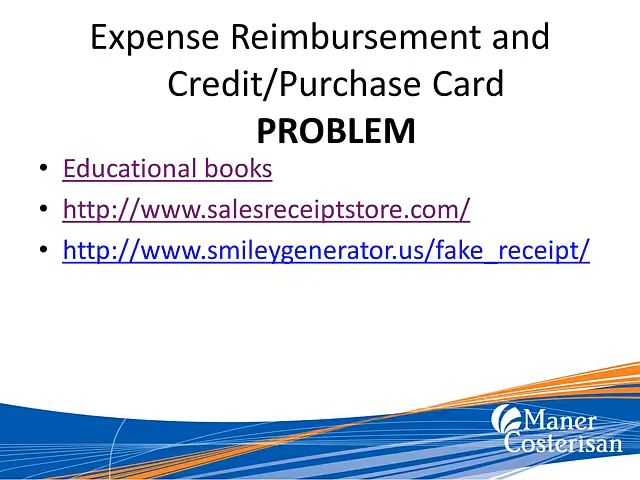 Expense Reimbursement and
Credit/Purchase Card
PROBLEM
• Educational books
• http://www.salesreceiptstore.com/
• http://www.smileygenerator.us/fake_receipt/
Maner
Costerisan